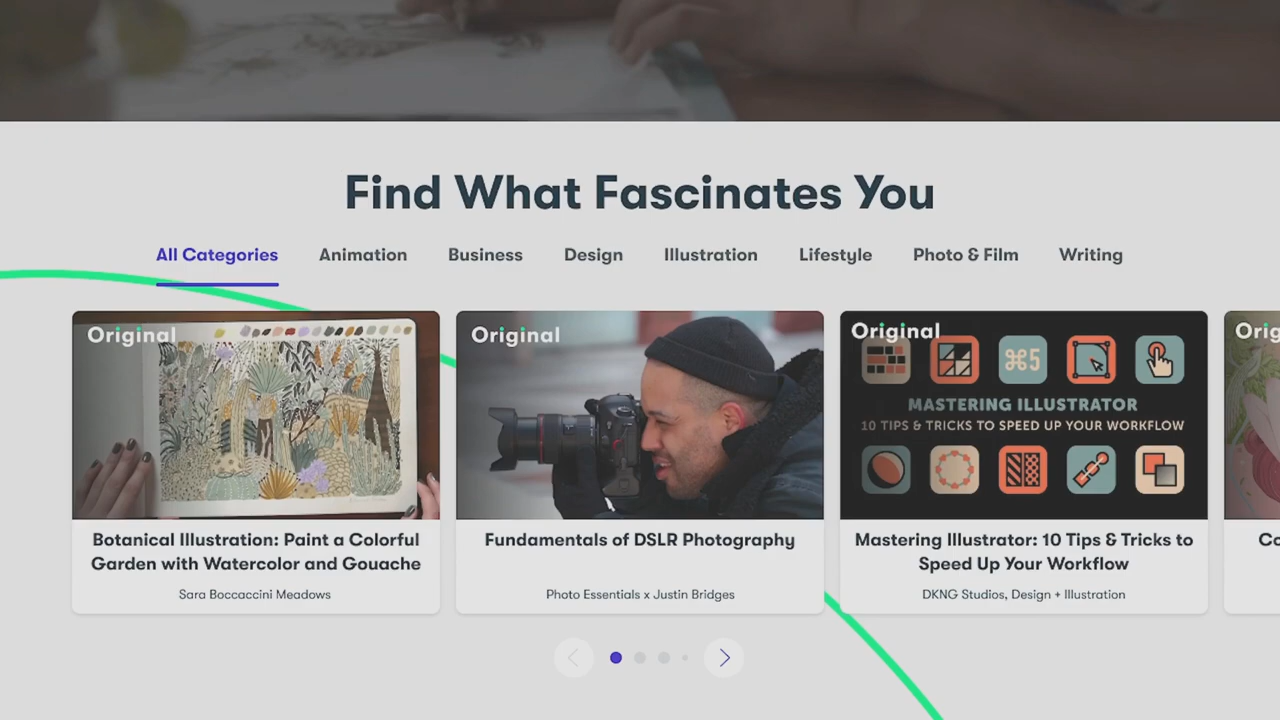 Find What Fascinates You
All Categories Animation Business Design Illustration Lifestyle Photo & Film Writing
Original
Original
Original
⌘5
MASTERING ILLUSTRATOR
10 TIPS & TRICKS TO SPEED UP YOUR WORKFLOW
Botanical Illustration: Paint a Colorful
Garden with Watercolor and Gouache
Sara Boccaccini Meadows
Fundamentals of DSLR Photography
Photo Essentials x Justin Bridges
Mastering Illustrator: 10 Tips & Tricks to
Speed Up Your Workflow
DKNG Studios, Design + Illustration